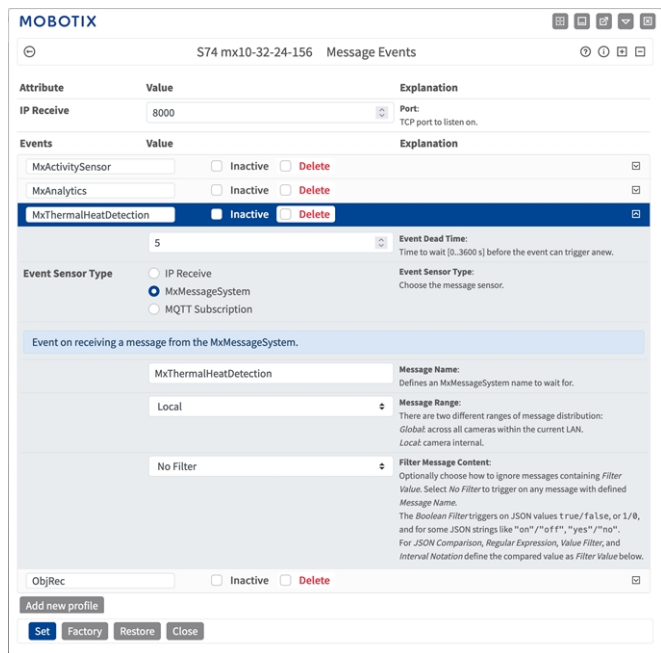 MOBOTIX
S74 mx10-32-24-156 Message Events
Attribute Value Explanation
IP Receive 8000 Port:
TCP port to listen on.
Events Value Explanation
MxActivitySensor Inactive Delete
MxAnalytics Inactive Delete
MxThermalHeatDetection Inactive Delete
5 Event Dead Time:
Time to wait [0..3600 s] before the event can trigger anew.
Event Sensor Type IP Receive Event Sensor Type:
MxMessageSystem Choose the message sensor.
MQTT Subscription
Event on receiving a message from the MxMessageSystem.
MxThermalHeatDetection Message Name:
Defines an MxMessageSystem name to wait for.
Local Message Range:
There are two different ranges of message distribution:
Global: across all cameras within the current LAN.
Local: camera internal.
No Filter Filter Message Content:
Optionally choose how to ignore messages containing Filter
Value. Select No Filter to trigger on any message with defined
Message Name.
The Boolean Filter triggers on JSON values true/false, or 1/0,
and for some JSON strings like "on"/"off", "yes"/"no".
For JSON Comparison, Regular Expression, Value Filter, and
Interval Notation define the compared value as Filter Value below.
ObjRec Inactive Delete
Add new profile
Set Factory Restore Close